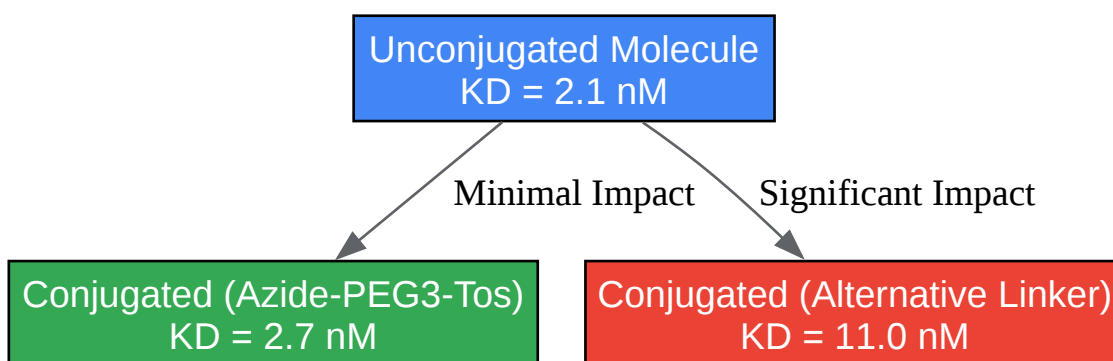 Unconjugated Molecule
KD = 2.1 nM
Minimal Impact
Significant Impact
Conjugated (Azide-PEG3-Tos)
KD = 2.7 nM
Conjugated (Alternative Linker)
KD = 11.0 nM